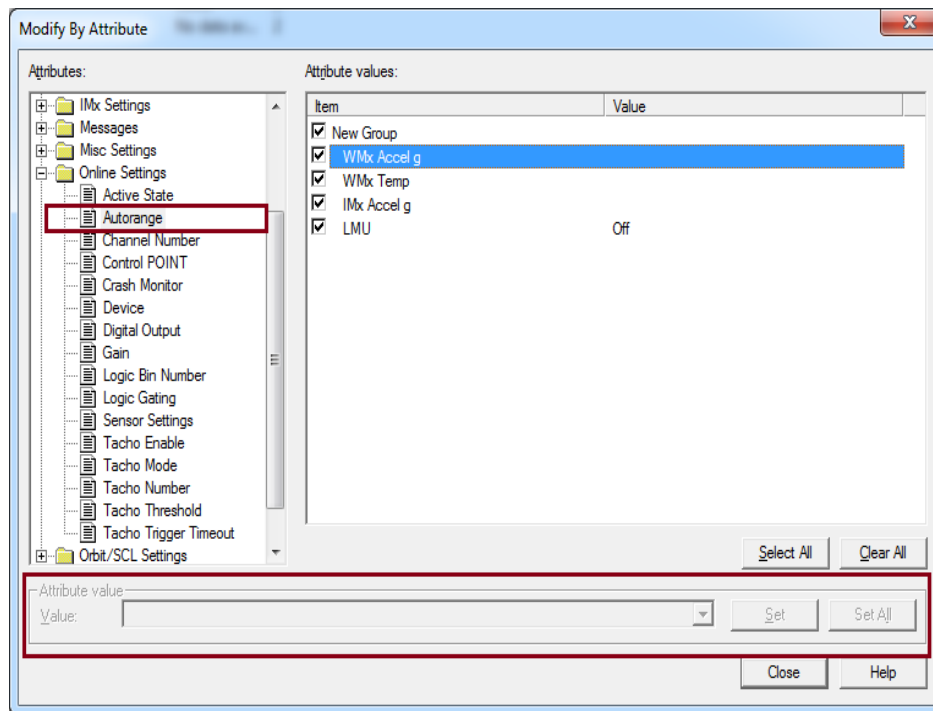 Modify By Attribute
Attributes:
Attribute values:
IMx Settings
Messages
Misc Settings
Online Settings
Active State
Autorange
Channel Number
Control POINT
Crash Monitor
Device
Digital Output
Gain
Logic Bin Number
Logic Gating
Sensor Settings
Tacho Enable
Tacho Mode
Tacho Number
Tacho Threshold
Tacho Trigger Timeout
Orbit/SCL Settings
Item Value
New Group
WMx Accel g
WMx Temp
IMx Accel g
LMU Off
Select All Clear All
Attribute value
Value: Set Set All
Close Help